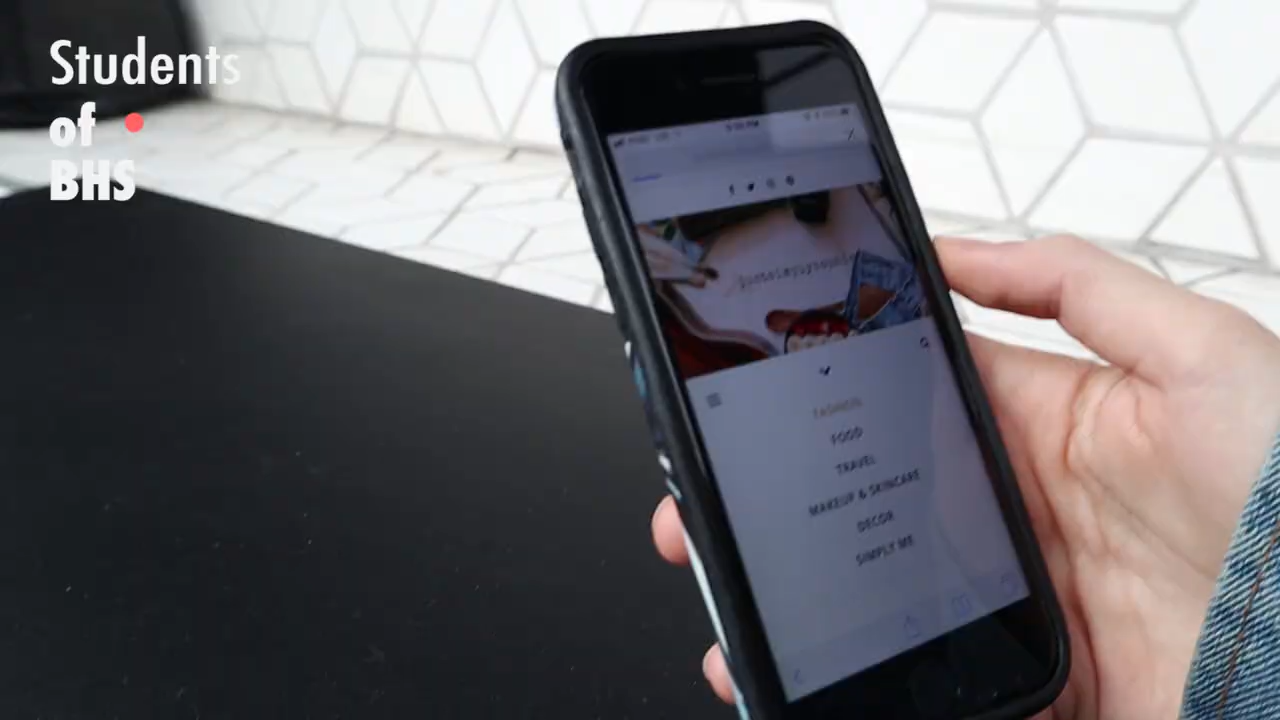 Students
of
BHS
FASHION
FOOD
TRAVEL
MAKEUP & SKINCARE
DECOR
SIMPLY ME